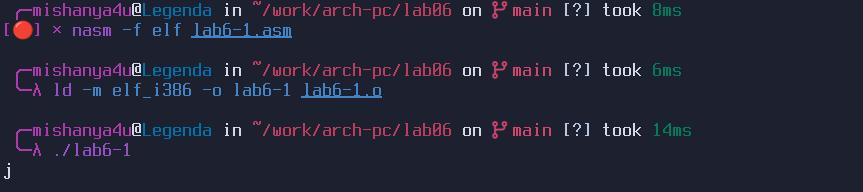 ╭─mishanya4u@Legenda in ~/work/arch-pc/lab06 on main [?] took 8ms
[🔴] × nasm -f elf lab6-1.asm
╭─mishanya4u@Legenda in ~/work/arch-pc/lab06 on main [?] took 6ms
╰─λ ld -m elf_i386 -o lab6-1 lab6-1.o
╭─mishanya4u@Legenda in ~/work/arch-pc/lab06 on main [?] took 14ms
╰─λ ./lab6-1
j